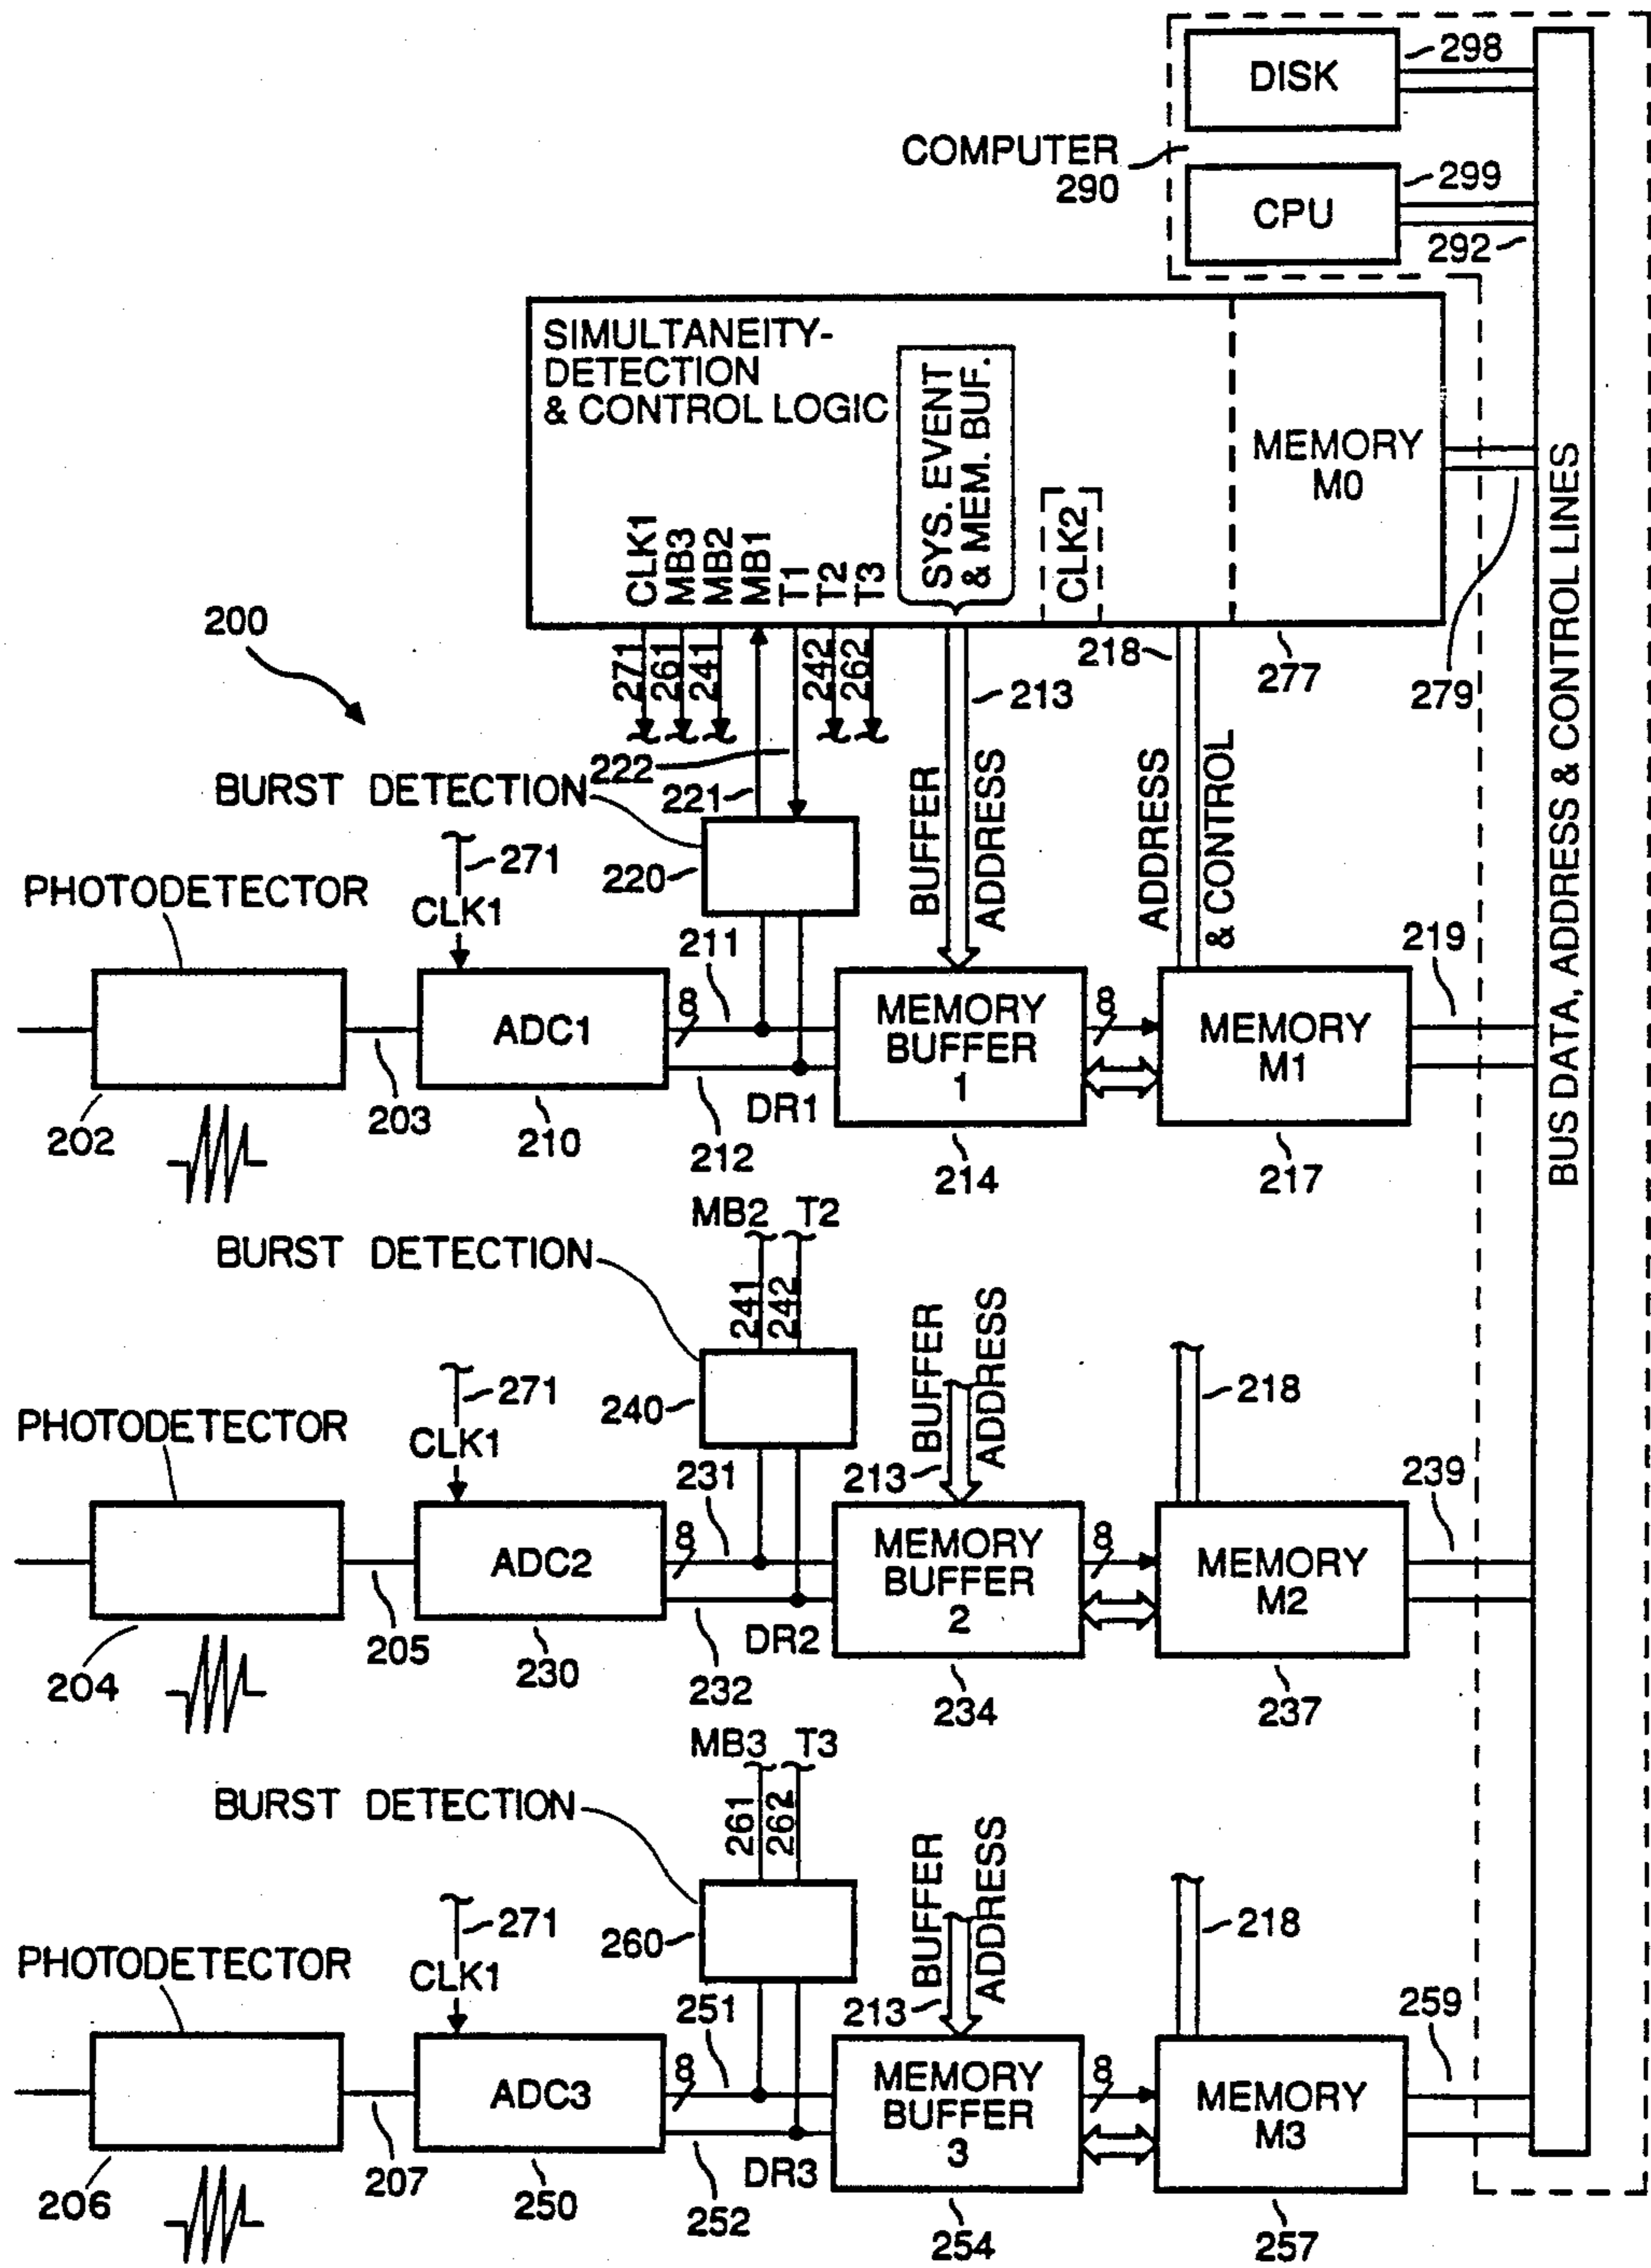 298
DISK
COMPUTER
290
299
CPU
292
SIMULTANEITY-
DETECTION
& CONTROL LOGIC
SYS. EVENT
& MEM. BUF.
MEMORY
M0
CLK1
MB3
MB2
MB1
T1
T2
T3
CLK2
BUS DATA, ADDRESS & CONTROL LINES
200
271
261
241
242
262
218
277
279
213
222
221
BURST DETECTION
BUFFER
ADDRESS
ADDRESS
& CONTROL
271
220
PHOTODETECTOR
CLK1
211
219
8
8
ADC1
MEMORY
BUFFER
1
MEMORY
M1
DR1
202
203
210
212
214
217
MB2
T2
BURST DETECTION
241
242
BUFFER
ADDRESS
271
240
218
PHOTODETECTOR
CLK1
231
213
239
8
8
ADC2
MEMORY
BUFFER
2
MEMORY
M2
DR2
204
205
230
232
234
237
MB3
T3
BURST DETECTION
261
262
BUFFER
ADDRESS
271
260
218
PHOTODETECTOR
CLK1
251
213
259
8
8
ADC3
MEMORY
BUFFER
3
MEMORY
M3
DR3
206
207
250
252
254
257